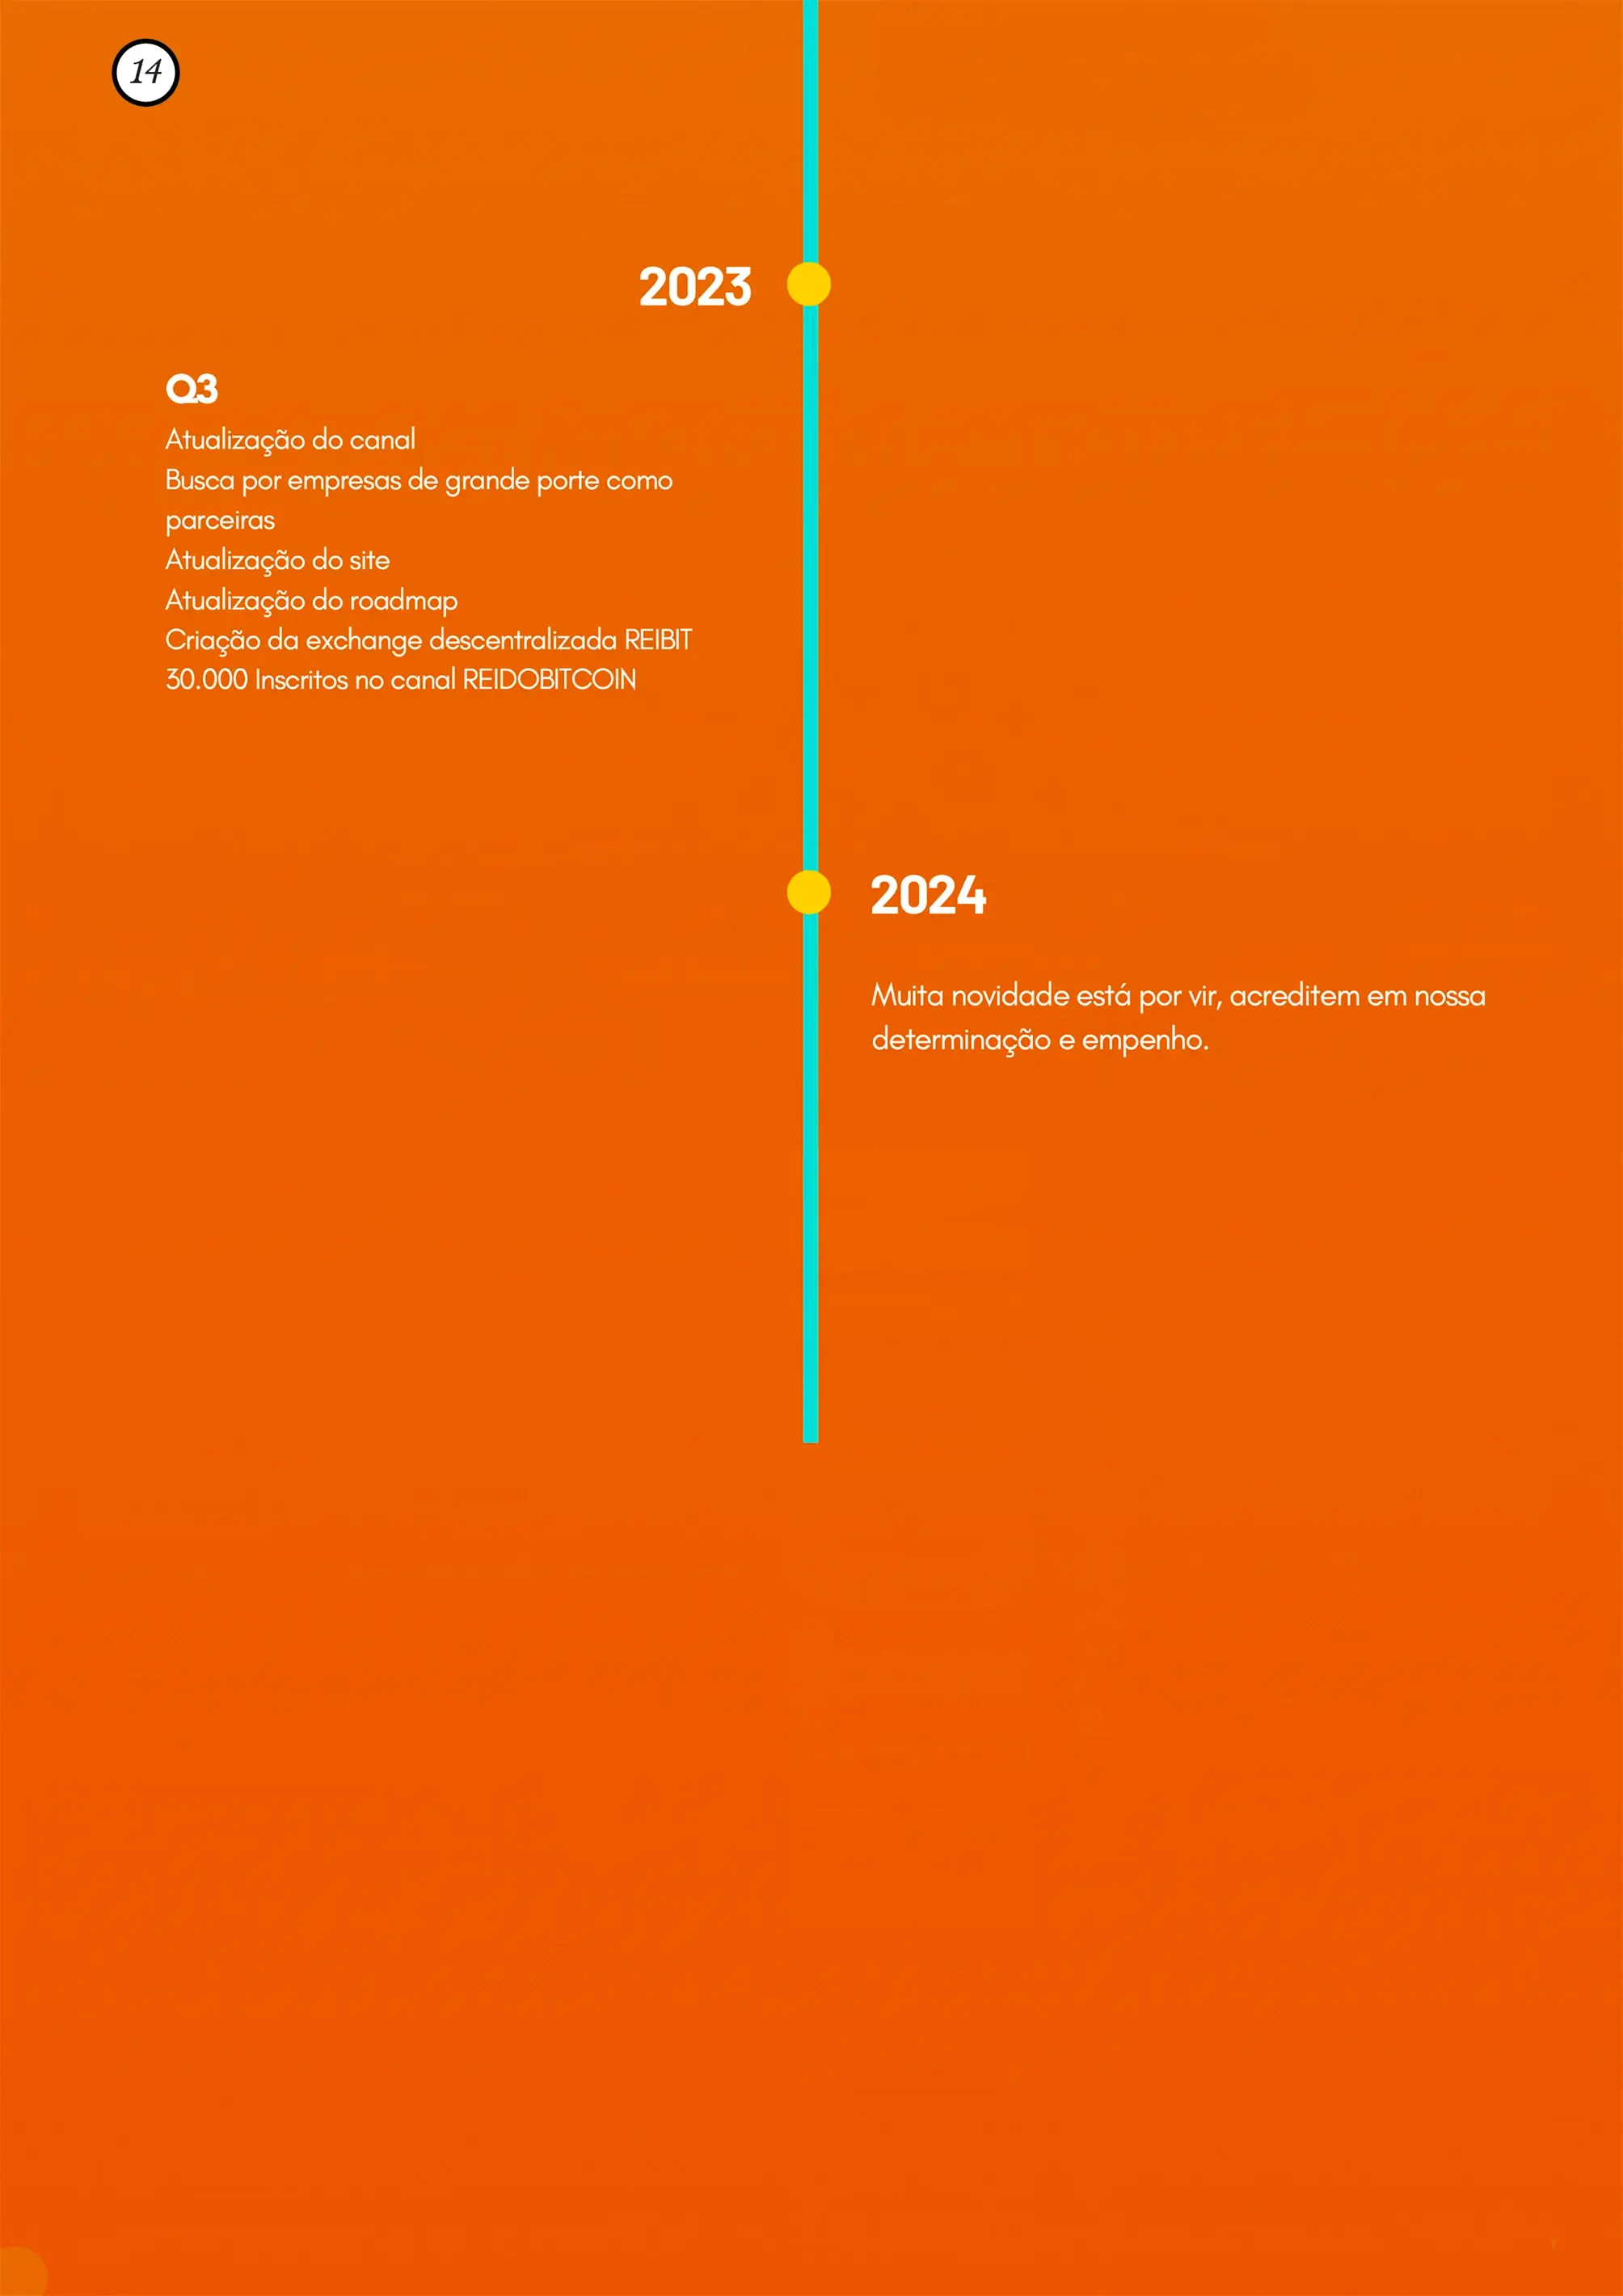 14
2023
Q3
Atualização do canal
Busca por empresas de grande porte como
parceiras
Atualização do site
Atualização do roadmap
Criação da exchange descentralizada REIBIT
30.000 Inscritos no canal REIDOBITCOIN
2024
Muita novidade está por vir, acreditem em nossa
determinação e empenho.